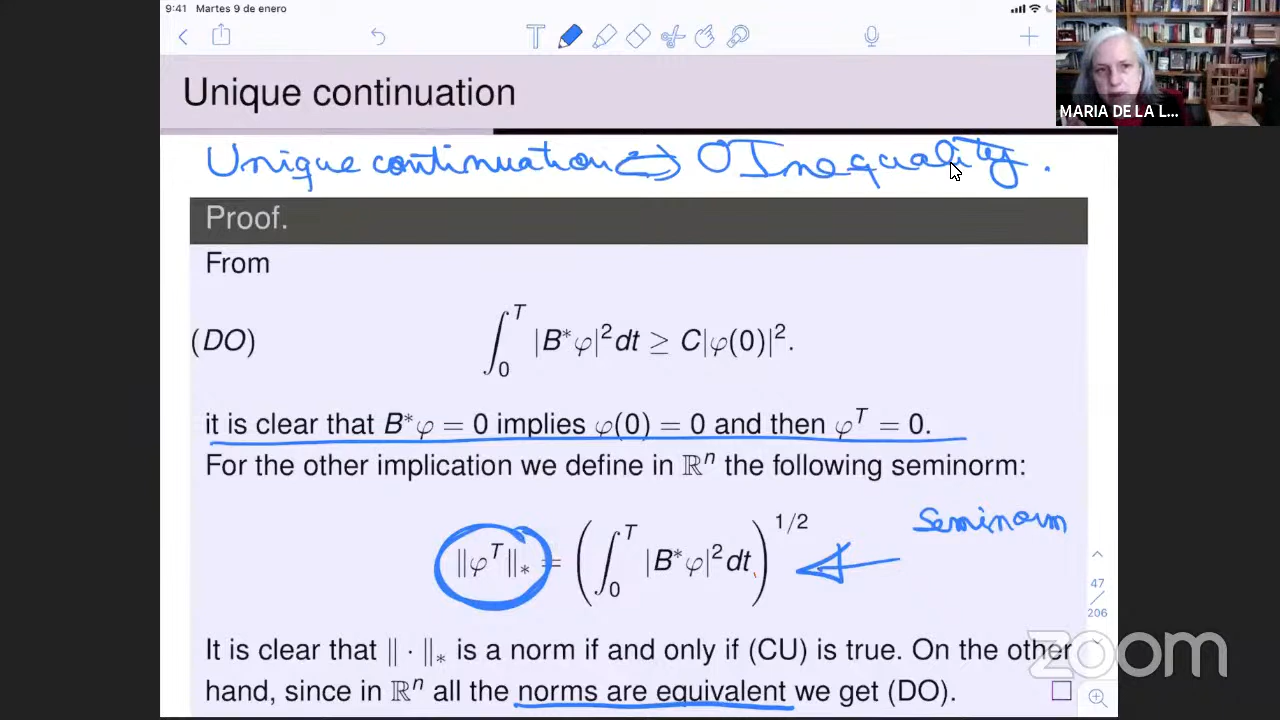 9:41 Martes 9 de enero
Unique continuation
MARIA DE LA L...
Unique continuation ⇔ O Inequality.
Proof.
From
(DO) ∫₀ᵀ |B*φ|² dt ≥ C|φ(0)|².
it is clear that B*φ = 0 implies φ(0) = 0 and then φᵀ = 0.
For the other implication we define in ℝⁿ the following seminorm:
Seminorm
‖φᵀ‖* = (∫₀ᵀ |B*φ|² dt)^1/2
It is clear that ‖ · ‖* is a norm if and only if (CU) is true. On the other
hand, since in ℝⁿ all the norms are equivalent we get (DO). □
47
206
zoom